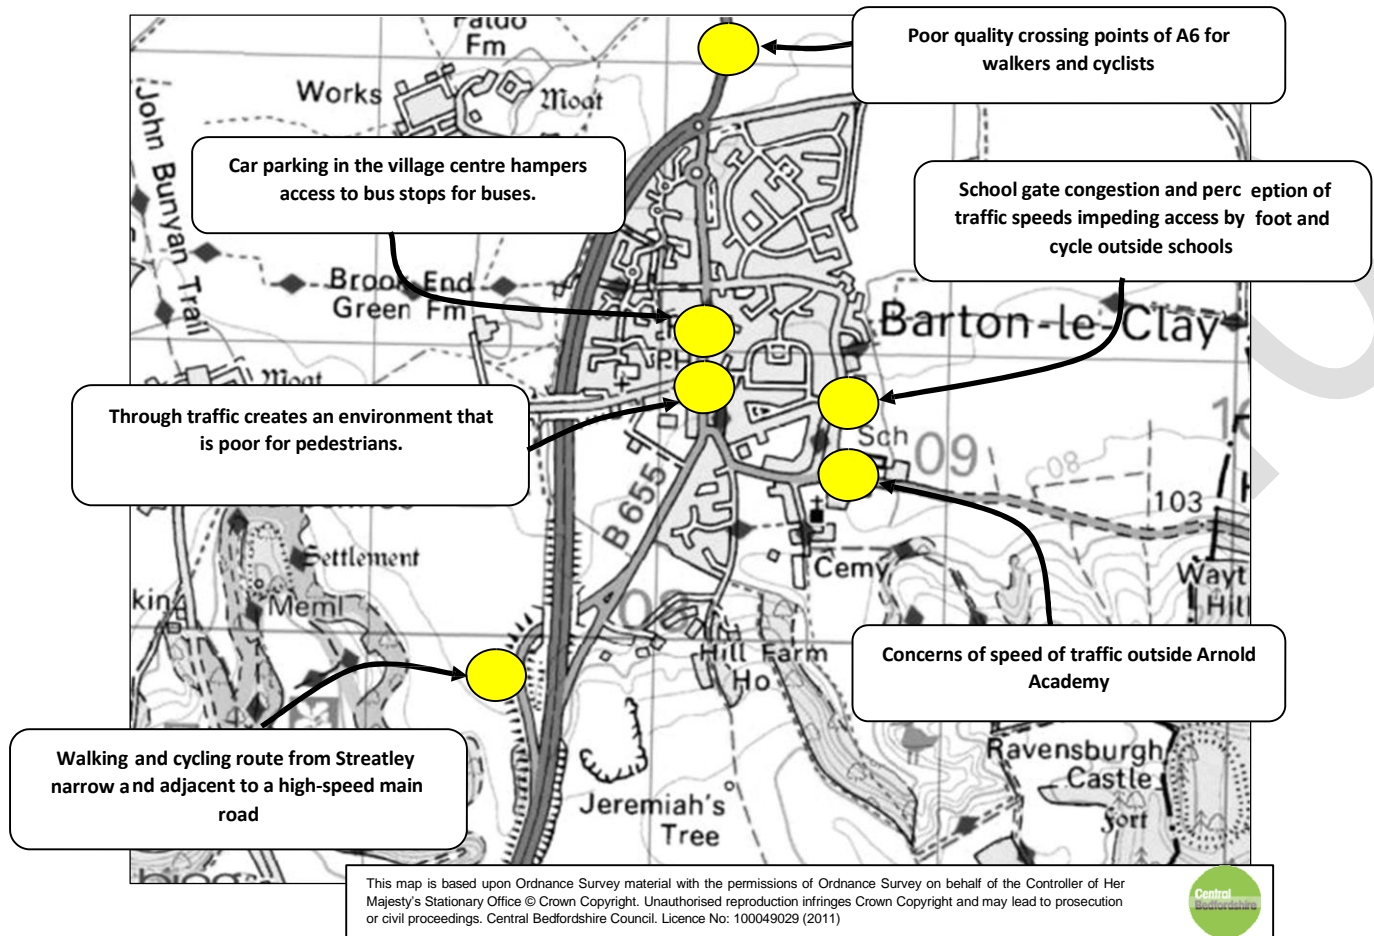 Faldo
Fm
Poor quality crossing points of A6 for
walkers and cyclists
Works
Moat
John Bunyan Trail
Car parking in the village centre hampers
access to bus stops for buses.
School gate congestion and perc eption of
traffic speeds impeding access by foot and
cycle outside schools
Brook End
Green Fm
Barton-le-Clay
PH
Moat
Through traffic creates an environment that
is poor for pedestrians.
Sch
09
08
103
B 655
Settlement
Cemy
Meml
Wayt
Hill
Hill Farm
Ho
Concerns of speed of traffic outside Arnold
Academy
Walking and cycling route from Streatley
narrow and adjacent to a high-speed main
road
Ravensburgh
Castle
Fort
Jeremiah's
Tree
This map is based upon Ordnance Survey material with the permissions of Ordnance Survey on behalf of the Controller of Her
Majesty's Stationary Office © Crown Copyright. Unauthorised reproduction infringes Crown Copyright and may lead to prosecution
or civil proceedings. Central Bedfordshire Council. Licence No: 100049029 (2011)
Central
Bedfordshire